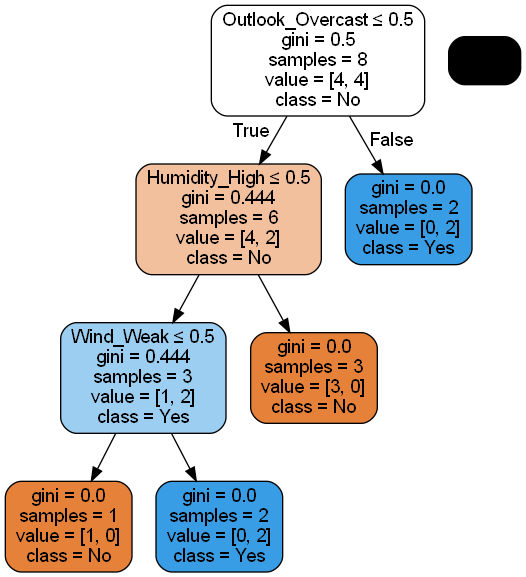 Outlook_Overcast ≤ 0.5
gini = 0.5
samples = 8
value = [4, 4]
class = No
True
False
Humidity_High ≤ 0.5
gini = 0.444
samples = 6
value = [4, 2]
class = No
gini = 0.0
samples = 2
value = [0, 2]
class = Yes
Wind_Weak ≤ 0.5
gini = 0.444
samples = 3
value = [1, 2]
class = Yes
gini = 0.0
samples = 3
value = [3, 0]
class = No
gini = 0.0
samples = 1
value = [1, 0]
class = No
gini = 0.0
samples = 2
value = [0, 2]
class = Yes